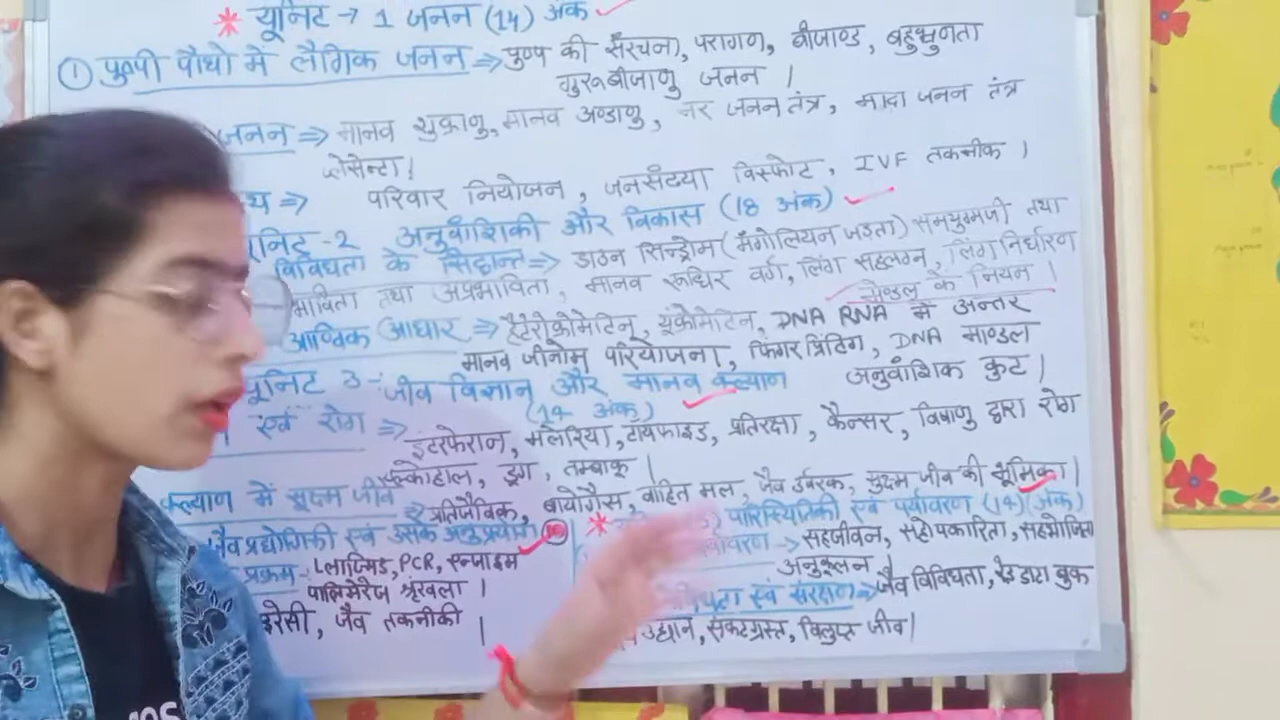 * यूनिट → 1 जनन (14) अंक
① पुष्पी पौधो में लैगिक जनन ⇒ पुष्प की संरचना, परागण, बीजाण्ड, बहुभ्रुणता
गुरूबीजाणु जनन ।
जनन ⇒ मानव शुक्राणु, मानव अण्डाणु, नर जनन तंत्र, मादा जनन तंत्र
प्लेसेन्टा।
⇒ परिवार नियोजन, जनसंख्या विस्फोट, IVF तकनीक ।
-2 अनुवांशिकी और विकास (18 अंक)
विविधता के सिद्धान्त ⇒ डाउन सिन्ड्रोम (मंगोलियन जड़ता) समयुग्मजी तथा
तथा अप्रभाविता, मानव रूधिर वर्ग, लिंग सहलग्न, लिंग निर्धारण
मेण्डल के नियम ।
आण्विक आधार ⇒ हैटेरोक्रोमेटिन, यूक्रोमेटिन, DNA RNA में अन्तर
मानव जीनोम परियोजना, फिंगर प्रिंटिंग, DNA माण्डल
अनुवांशिक कुट।
यूनिट 3 - जीव विज्ञान और मानव कल्याण
(14 अंक)
एवं रोग ⇒ इंटरफेरान, मलेरिया, टॉयफाइड, प्रतिरक्षा, कैन्सर, विषाणु द्वारा रोग
एल्कोहाल, ड्रग, तम्बाकू ।
कल्याण में सूक्ष्म जीव ⇒ प्रतिजैविक, बायोगैस, वाहित मल, जैव उर्वरक, सुक्ष्म जीव की भूमिका।
जैव प्रद्योगिकी एवं उसके अनुप्रयोग
प्रक्रम - प्लाज्मिड, PCR, एन्जाइम
पालिमेरेज श्रृंखला ।
जैव तकनीकी ।
* पारिस्थितिकी एवं पर्यावरण (14) (अंक)
→ सहजीवन, सहोपकारिता, सहभोजिता
अनुकूलन
एवं संरक्षण ⇒ जैव विविधता, रेड डाटा बुक
उद्यान, संकटग्रस्त, विलुप्त जीव।